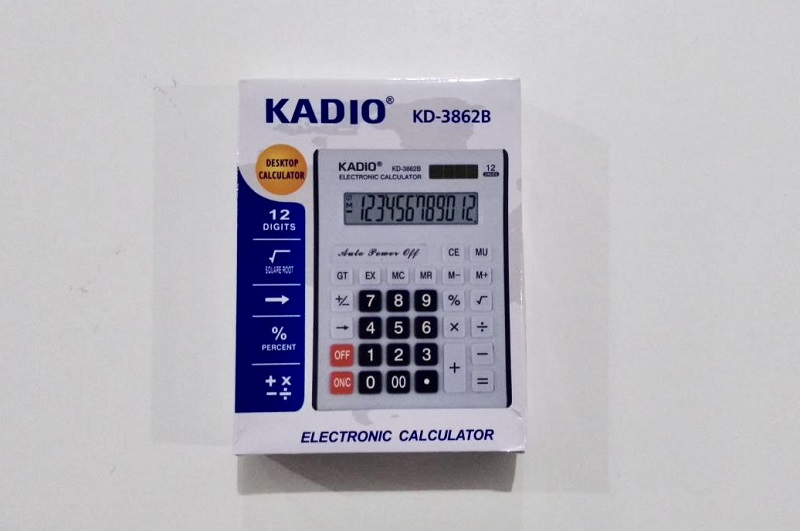 KADIO® KD-3862B
DESKTOP
CALCULATOR
12
DIGITS
√
SQUARE ROOT
→
%
PERCENT
+ ×
− ÷
KADIO® KD-3862B
ELECTRONIC CALCULATOR
12
123456789012.
Auto Power Off
CE MU
GT EX MC MR M− M+
+/− 7 8 9 % √
→ 4 5 6 × ÷
OFF 1 2 3 + −
ONC 0 00 • =
ELECTRONIC CALCULATOR